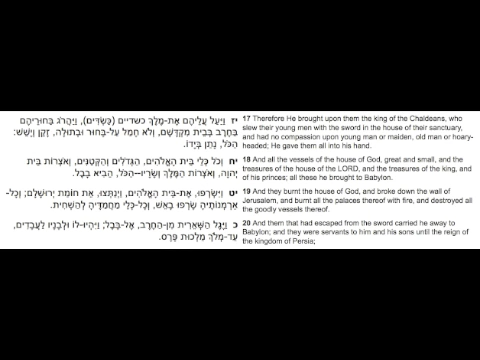 יז וַיַּעַל עֲלֵיהֶם אֶת-מֶלֶךְ כשדיים (כַּשְׂדִּים), וַיַּהֲרֹג בַּחוּרֵיהֶם
בַּחֶרֶב בְּבֵית מִקְדָּשָׁם, וְלֹא חָמַל עַל-בָּחוּר וּבְתוּלָה, זָקֵן וְיָשֵׁשׁ:
הַכֹּל, נָתַן בְּיָדוֹ.
17 Therefore He brought upon them the king of the Chaldeans, who
slew their young men with the sword in the house of their sanctuary,
and had no compassion upon young man or maiden, old man or hoary-
headed; He gave them all into his hand.
יח וְכֹל כְּלֵי בֵּית הָאֱלֹהִים, הַגְּדֹלִים וְהַקְּטַנִּים, וְאֹצְרוֹת בֵּית
יְהוָה, וְאֹצְרוֹת הַמֶּלֶךְ וְשָׂרָיו--הַכֹּל, הֵבִיא בָבֶל.
18 And all the vessels of the house of God, great and small, and the
treasures of the house of the LORD, and the treasures of the king, and
of his princes; all these he brought to Babylon.
יט וַיִּשְׂרְפוּ, אֶת-בֵּית הָאֱלֹהִים, וַיְנַתְּצוּ, אֵת חוֹמַת יְרוּשָׁלִָם; וְכָל-
אַרְמְנוֹתֶיהָ שָׂרְפוּ בָאֵשׁ, וְכָל-כְּלֵי מַחֲמַדֶּיהָ לְהַשְׁחִית.
19 And they burnt the house of God, and broke down the wall of
Jerusalem, and burnt all the palaces thereof with fire, and destroyed all
the goodly vessels thereof.
כ וַיֶּגֶל הַשְּׁאֵרִית מִן-הַחֶרֶב, אֶל-בָּבֶל; וַיִּהְיוּ-לוֹ וּלְבָנָיו לַעֲבָדִים,
עַד-מְלֹךְ מַלְכוּת פָּרָס.
20 And them that had escaped from the sword carried he away to
Babylon; and they were servants to him and his sons until the reign of
the kingdom of Persia;